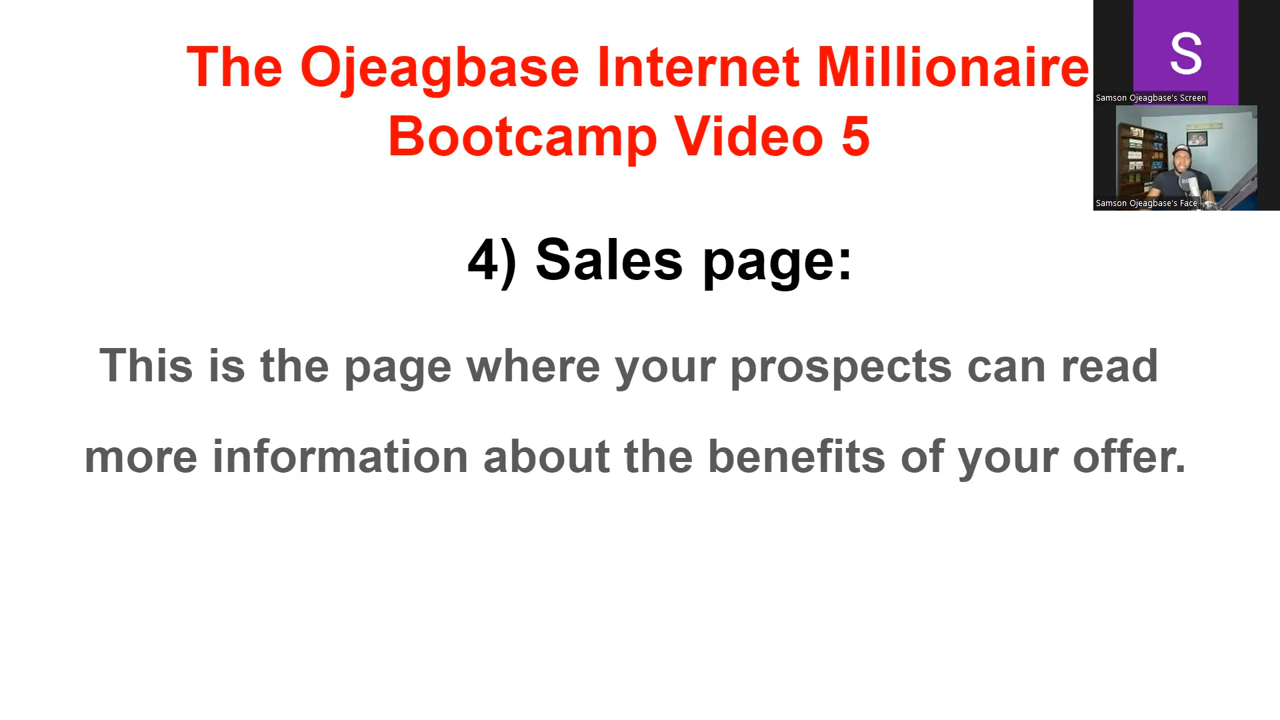 The Ojeagbase Internet Millionaire
Bootcamp Video 5
S
Samson Ojeagbase's Screen
Samson Ojeagbase's Face
4) Sales page:
This is the page where your prospects can read
more information about the benefits of your offer.